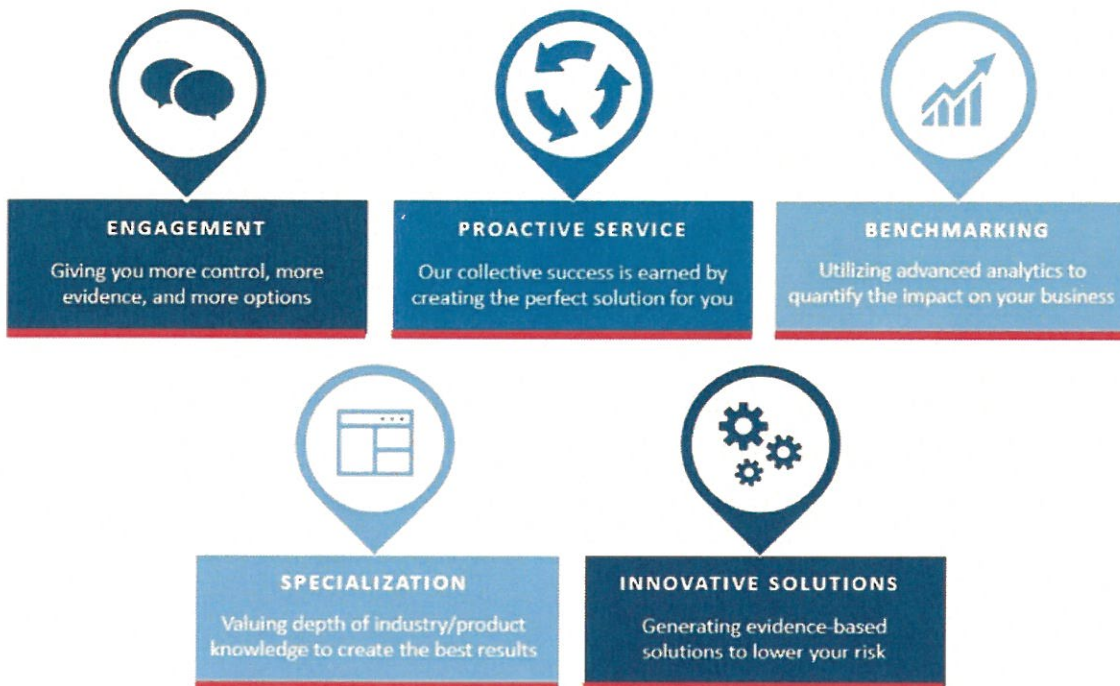 ENGAGEMENT
Giving you more control, more
evidence, and more options
PROACTIVE SERVICE
Our collective success is earned by
creating the perfect solution for you
BENCHMARKING
Utilizing advanced analytics to
quantify the impact on your business
SPECIALIZATION
Valuing depth of industry/product
knowledge to create the best results
INNOVATIVE SOLUTIONS
Generating evidence-based
solutions to lower your risk